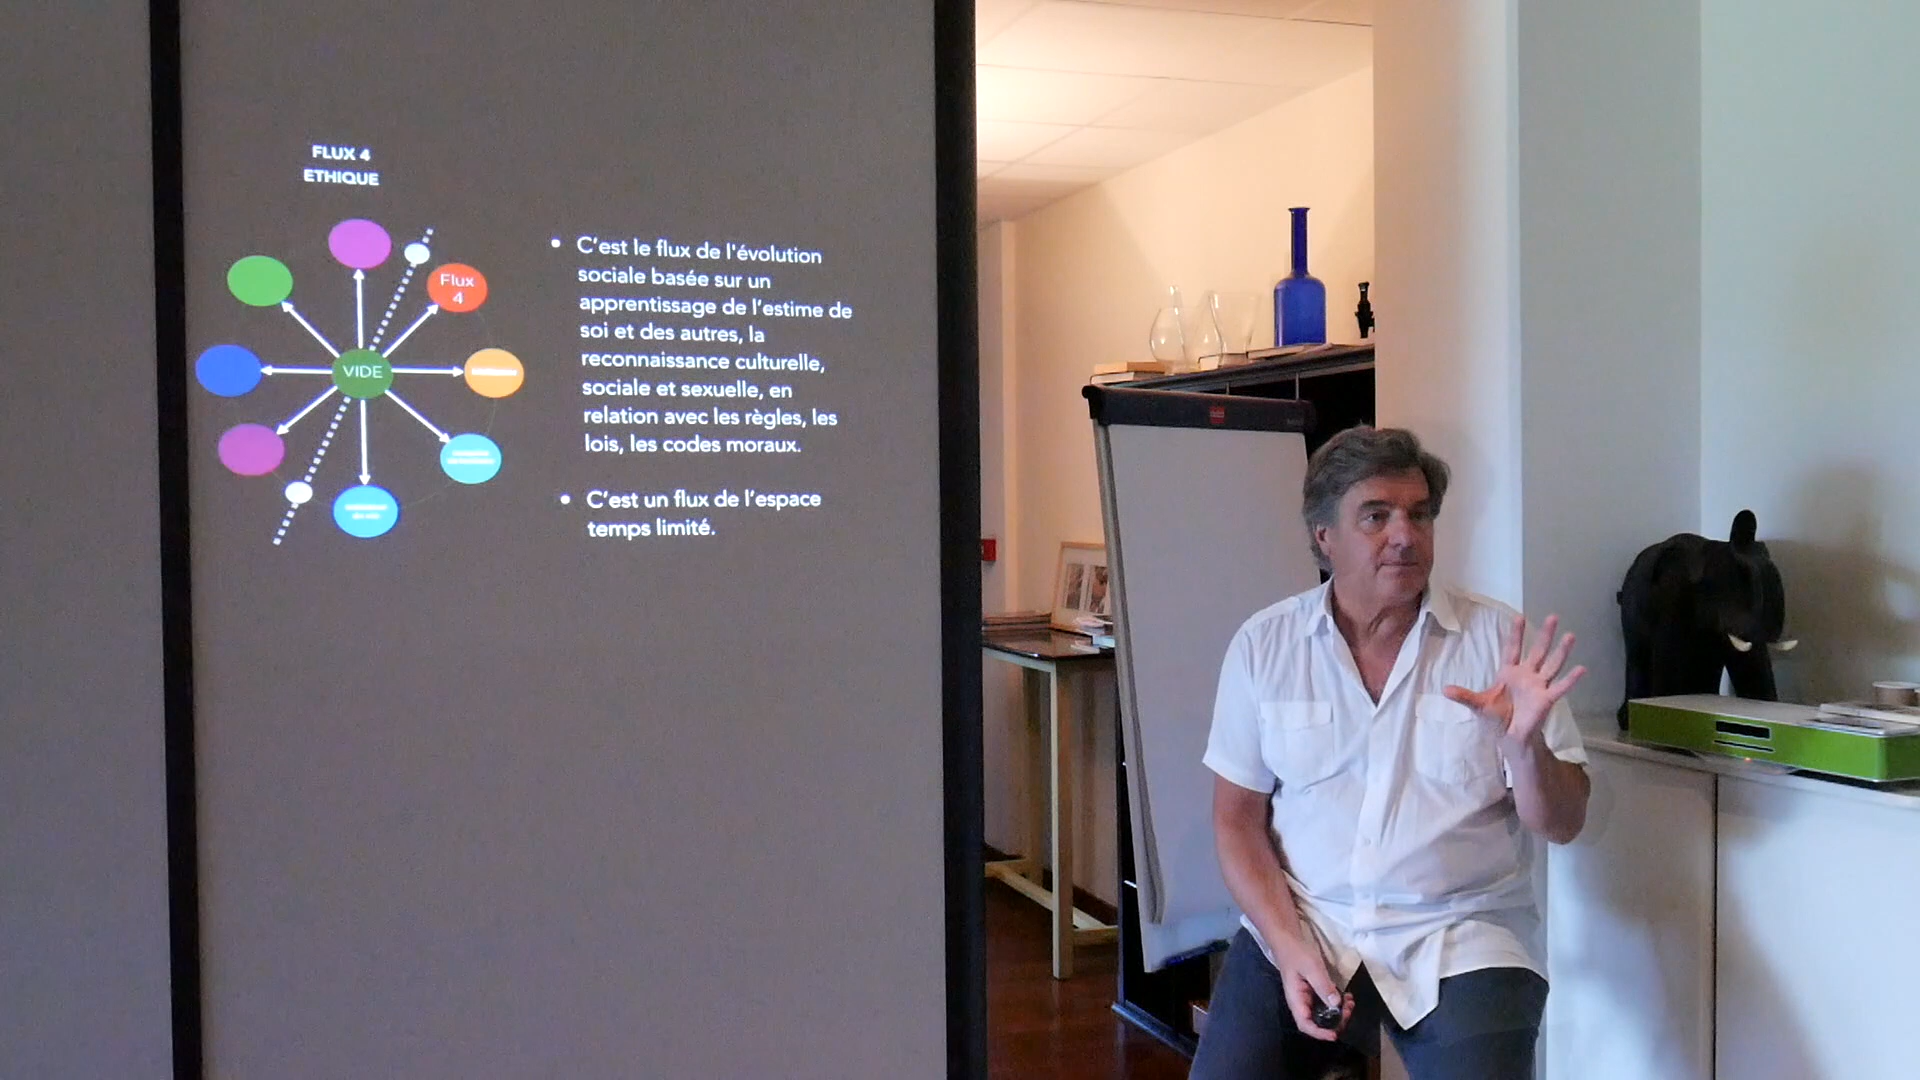 FLUX 4
ETHIQUE
Flux
4
VIDE
• C'est le flux de l'évolution
sociale basée sur un
apprentissage de l'estime de
soi et des autres, la
reconnaissance culturelle,
sociale et sexuelle, en
relation avec les règles, les
lois, les codes moraux.
• C'est un flux de l'espace
temps limité.